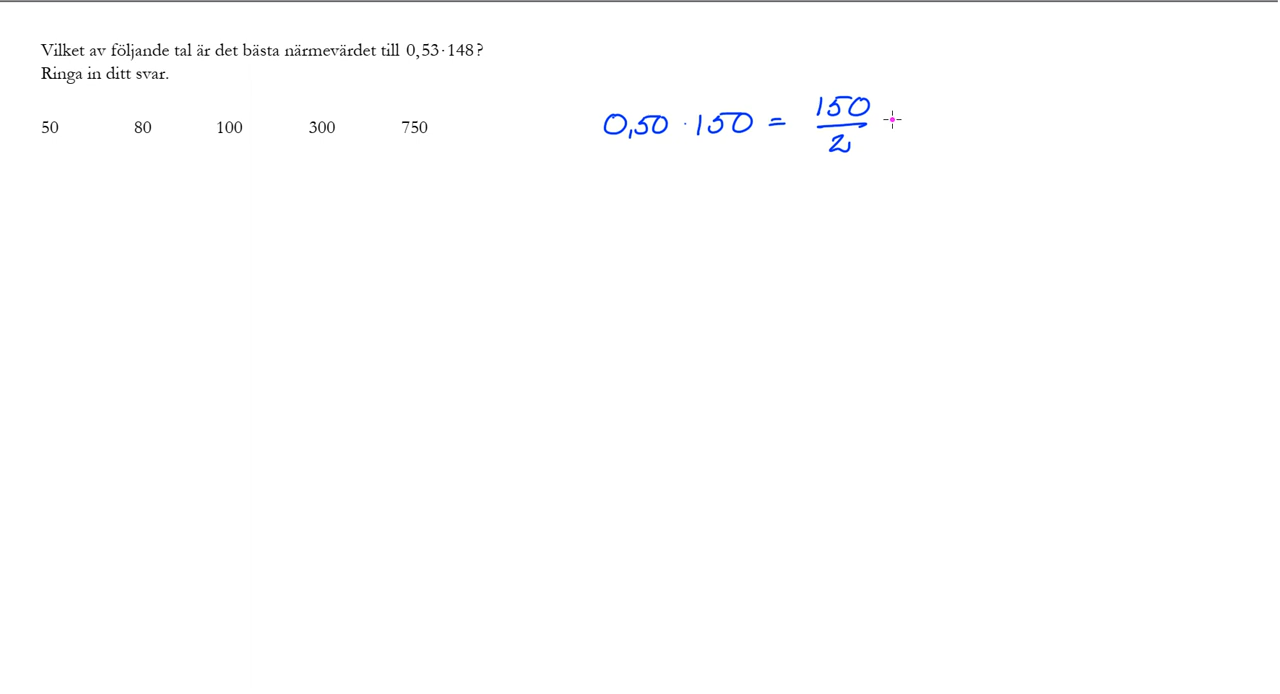 Vilket av följande tal är det bästa närmevärdet till 0,53·148?
Ringa in ditt svar.
50 80 100 300 750
0,50 · 150 = 150/2